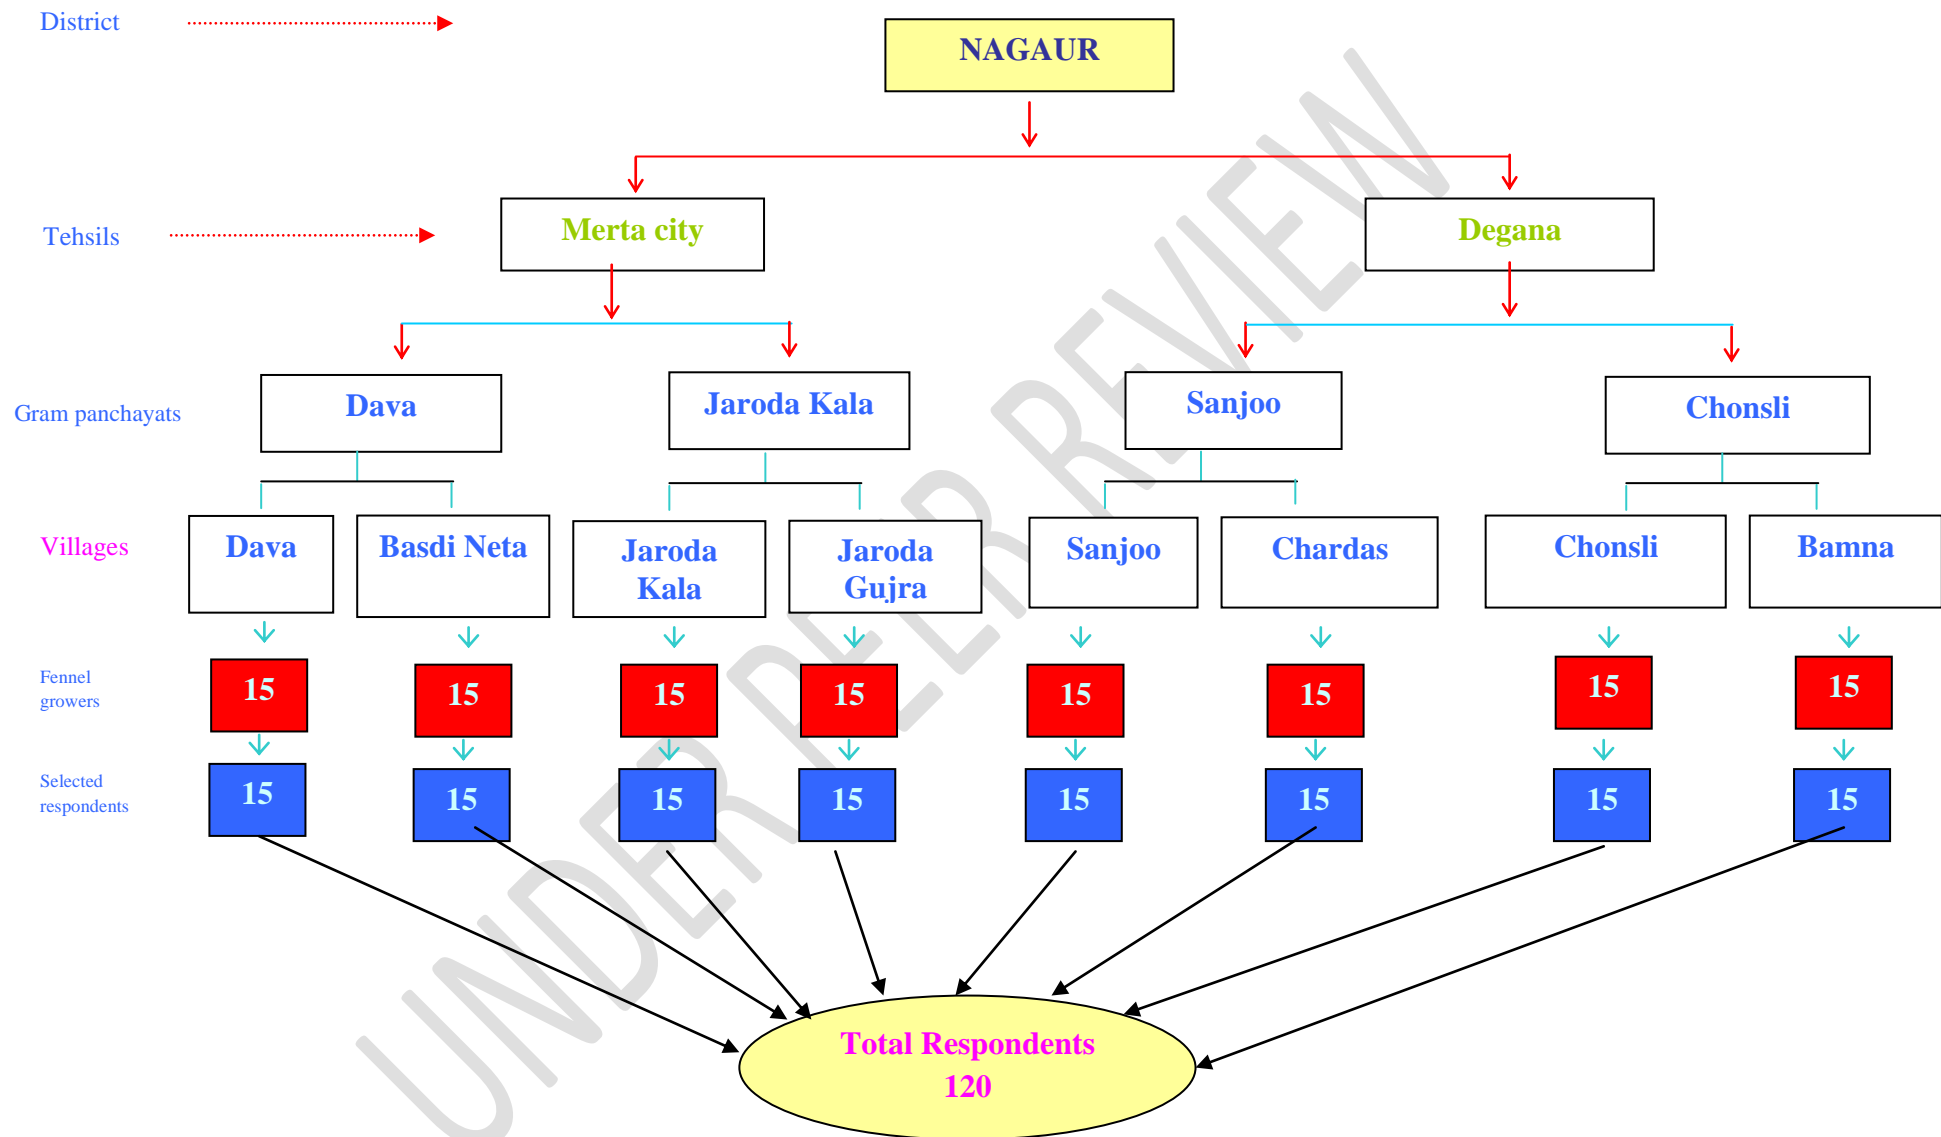 District
NAGAUR
Tehsils
Merta city
Degana
Gram panchayats
Dava
Jaroda Kala
Sanjoo
Chonsli
Villages
Dava
Basdi Neta
Jaroda
Kala
Jaroda
Gujra
Sanjoo
Chardas
Chonsli
Bamna
Fennel
growers
15
15
15
15
15
15
15
15
Selected
respondents
15
15
15
15
15
15
15
15
Total Respondents
120
UNDER PEER REVIEW